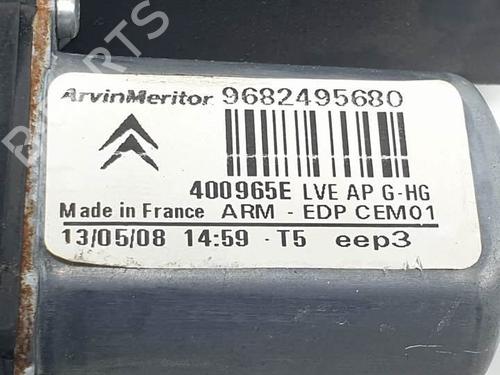 ArvinMeritor 9682495680
400965E LVE AP G-HG
Made in France ARM - EDP CEM01
13/05/08 14:59 - T5 eep3